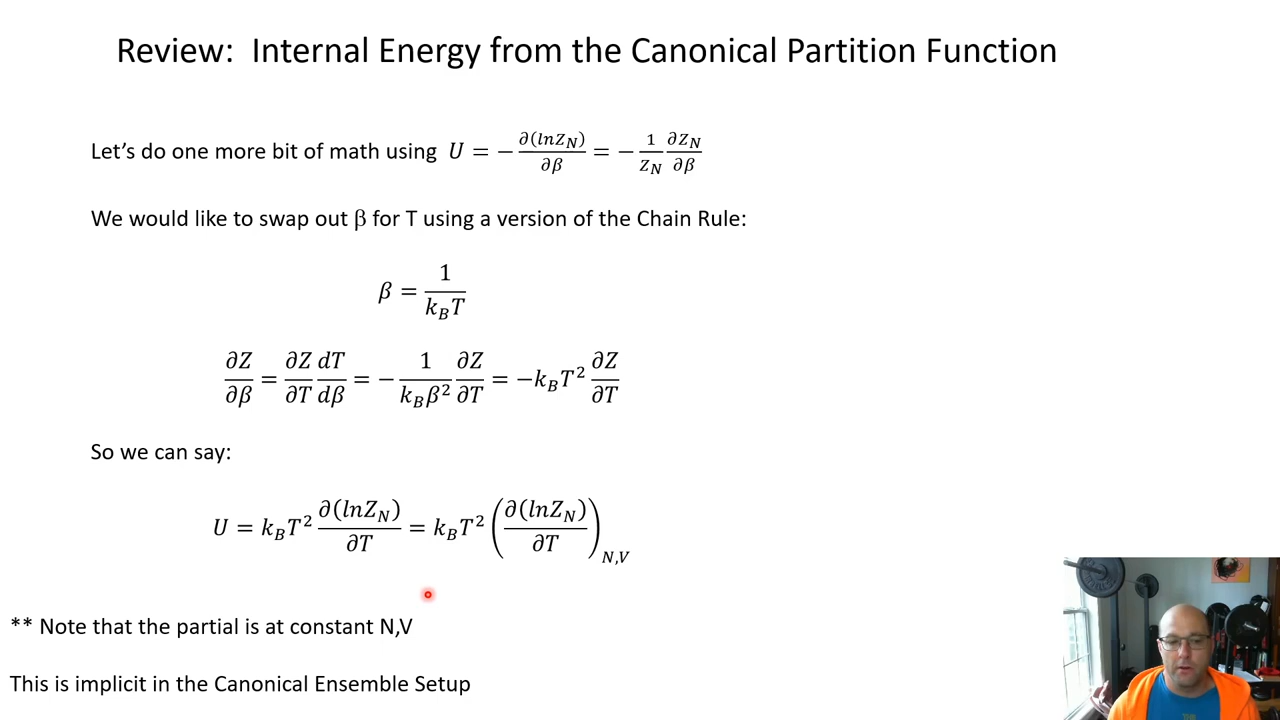 Review:  Internal Energy from the Canonical Partition Function
Let's do one more bit of math using U = −∂(lnZ_N)/∂β = −(1/Z_N)(∂Z_N/∂β)
We would like to swap out β for T using a version of the Chain Rule:
β = 1/(k_B T)
∂Z/∂β = (∂Z/∂T)(dT/dβ) = −(1/(k_B β²))(∂Z/∂T) = −k_B T² ∂Z/∂T
So we can say:
U = k_B T² ∂(lnZ_N)/∂T = k_B T² (∂(lnZ_N)/∂T)_N,V
** Note that the partial is at constant N,V
This is implicit in the Canonical Ensemble Setup